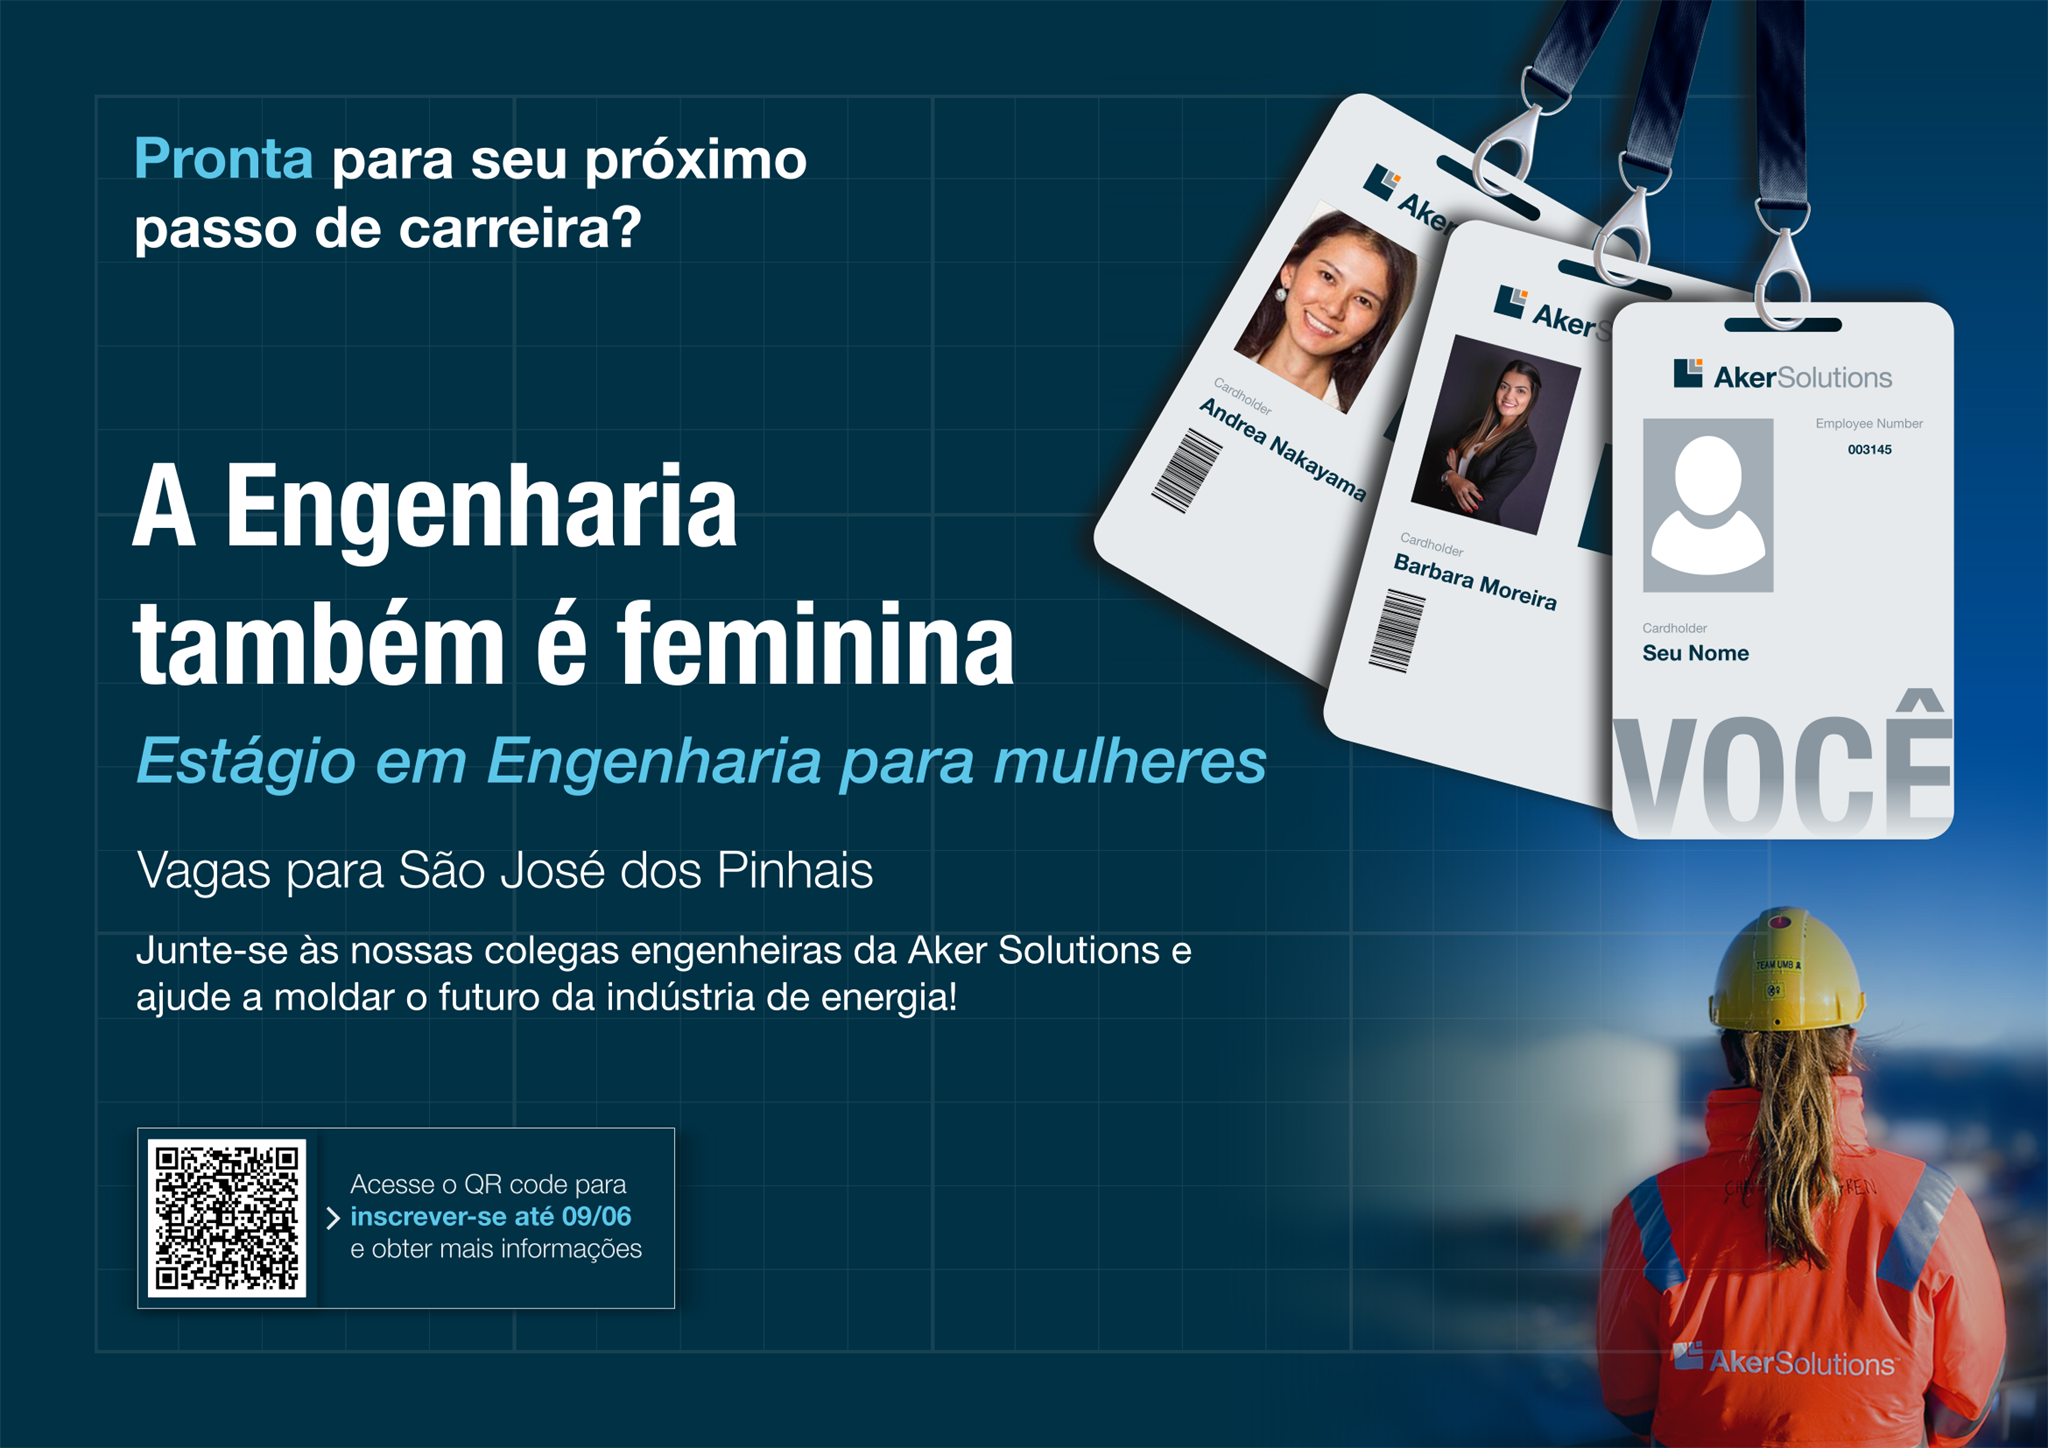 Pronta para seu próximo
passo de carreira?
A Engenharia
também é feminina
Estágio em Engenharia para mulheres
Vagas para São José dos Pinhais
Junte-se às nossas colegas engenheiras da Aker Solutions e
ajude a moldar o futuro da indústria de energia!
Acesse o QR code para
inscrever-se até 09/06
e obter mais informações
Aker
Cardholder
Andrea Nakayama
AkerS
Cardholder
Barbara Moreira
AkerSolutions
Employee Number
003145
Cardholder
Seu Nome
VOCÊ
TEAM UMB A
AkerSolutions